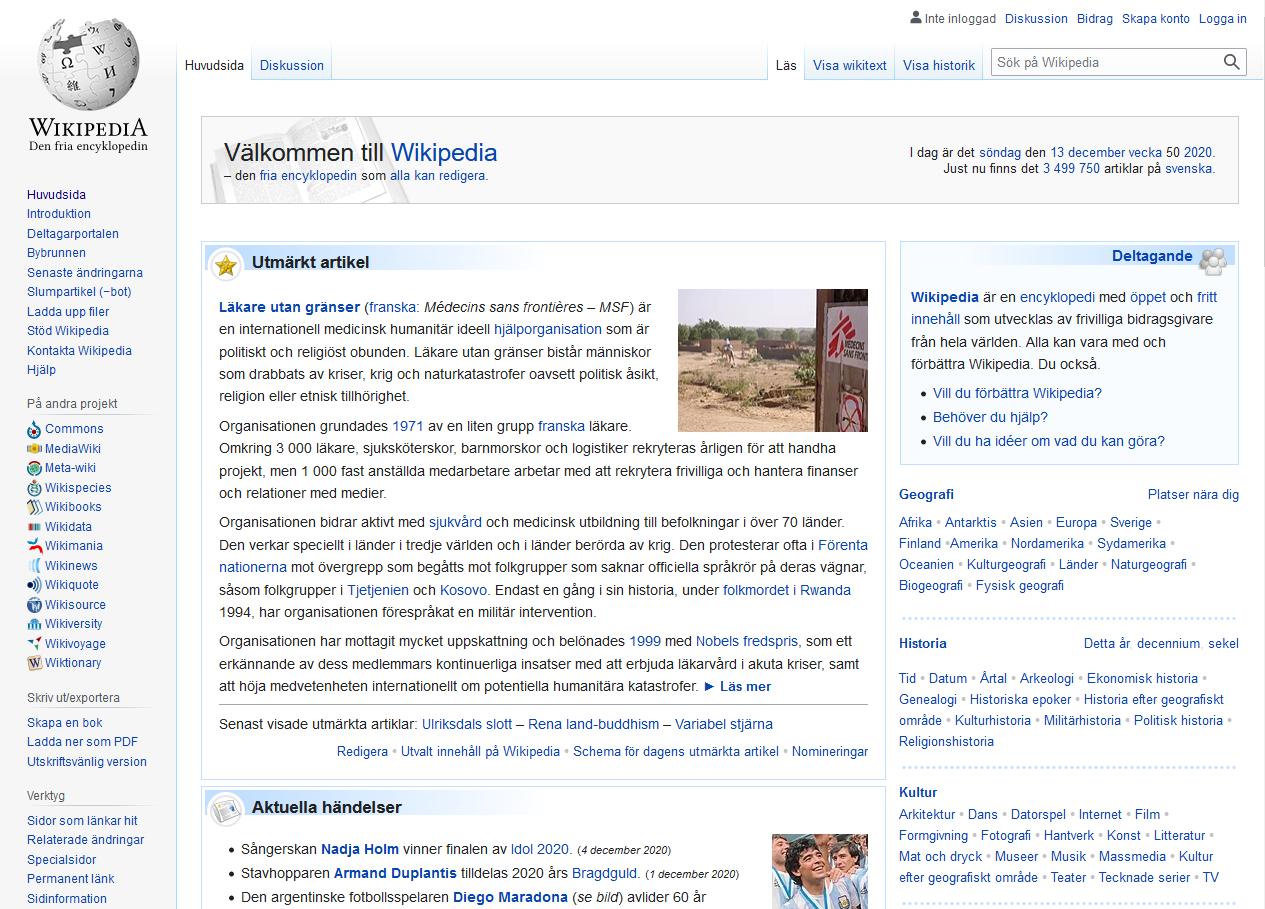 Inte inloggad Diskussion Bidrag Skapa konto Logga in
Huvudsida Diskussion Läs Visa wikitext Visa historik Sök på Wikipedia
WIKIPEDIA
Den fria encyklopedin
Huvudsida
Introduktion
Deltagarportalen
Bybrunnen
Senaste ändringarna
Slumpartikel (−bot)
Ladda upp filer
Stöd Wikipedia
Kontakta Wikipedia
Hjälp
På andra projekt
Commons
MediaWiki
Meta-wiki
Wikispecies
Wikibooks
Wikidata
Wikimania
Wikinews
Wikiquote
Wikisource
Wikiversity
Wikivoyage
Wiktionary
Skriv ut/exportera
Skapa en bok
Ladda ner som PDF
Utskriftsvänlig version
Verktyg
Sidor som länkar hit
Relaterade ändringar
Specialsidor
Permanent länk
Sidinformation
Välkommen till Wikipedia
– den fria encyklopedin som alla kan redigera.
I dag är det söndag den 13 december vecka 50 2020.
Just nu finns det 3 499 750 artiklar på svenska.
Utmärkt artikel
Läkare utan gränser (franska: Médecins sans frontières – MSF) är
en internationell medicinsk humanitär ideell hjälporganisation som är
politiskt och religiöst obunden. Läkare utan gränser bistår människor
som drabbats av kriser, krig och naturkatastrofer oavsett politisk åsikt,
religion eller etnisk tillhörighet.
MEDECINS
SANS FRONT
Organisationen grundades 1971 av en liten grupp franska läkare.
Omkring 3 000 läkare, sjuksköterskor, barnmorskor och logistiker rekryteras årligen för att handha
projekt, men 1 000 fast anställda medarbetare arbetar med att rekrytera frivilliga och hantera finanser
och relationer med medier.
Organisationen bidrar aktivt med sjukvård och medicinsk utbildning till befolkningar i över 70 länder.
Den verkar speciellt i länder i tredje världen och i länder berörda av krig. Den protesterar ofta i Förenta
nationerna mot övergrepp som begåtts mot folkgrupper som saknar officiella språkrör på deras vägnar,
såsom folkgrupper i Tjetjenien och Kosovo. Endast en gång i sin historia, under folkmordet i Rwanda
1994, har organisationen förespråkat en militär intervention.
Organisationen har mottagit mycket uppskattning och belönades 1999 med Nobels fredspris, som ett
erkännande av dess medlemmars kontinuerliga insatser med att erbjuda läkarvård i akuta kriser, samt
att höja medvetenheten internationellt om potentiella humanitära katastrofer. ► Läs mer
Senast visade utmärkta artiklar: Ulriksdals slott – Rena land-buddhism – Variabel stjärna
Redigera • Utvalt innehåll på Wikipedia • Schema för dagens utmärkta artikel • Nomineringar
Aktuella händelser
• Sångerskan Nadja Holm vinner finalen av Idol 2020. (4 december 2020)
• Stavhopparen Armand Duplantis tilldelas 2020 års Bragdguld. (1 december 2020)
• Den argentinske fotbollsspelaren Diego Maradona (se bild) avlider 60 år
Deltagande
Wikipedia är en encyklopedi med öppet och fritt
innehåll som utvecklas av frivilliga bidragsgivare
från hela världen. Alla kan vara med och
förbättra Wikipedia. Du också.
• Vill du förbättra Wikipedia?
• Behöver du hjälp?
• Vill du ha idéer om vad du kan göra?
Geografi Platser nära dig
Afrika • Antarktis • Asien • Europa • Sverige •
Finland •Amerika • Nordamerika • Sydamerika •
Oceanien • Kulturgeografi • Länder • Naturgeografi •
Biogeografi • Fysisk geografi
Historia Detta år, decennium, sekel
Tid • Datum • Årtal • Arkeologi • Ekonomisk historia •
Genealogi • Historiska epoker • Historia efter geografiskt
område • Kulturhistoria • Militärhistoria • Politisk historia •
Religionshistoria
Kultur
Arkitektur • Dans • Datorspel • Internet • Film •
Formgivning • Fotografi • Hantverk • Konst • Litteratur •
Mat och dryck • Museer • Musik • Massmedia • Kultur
efter geografiskt område • Teater • Tecknade serier • TV